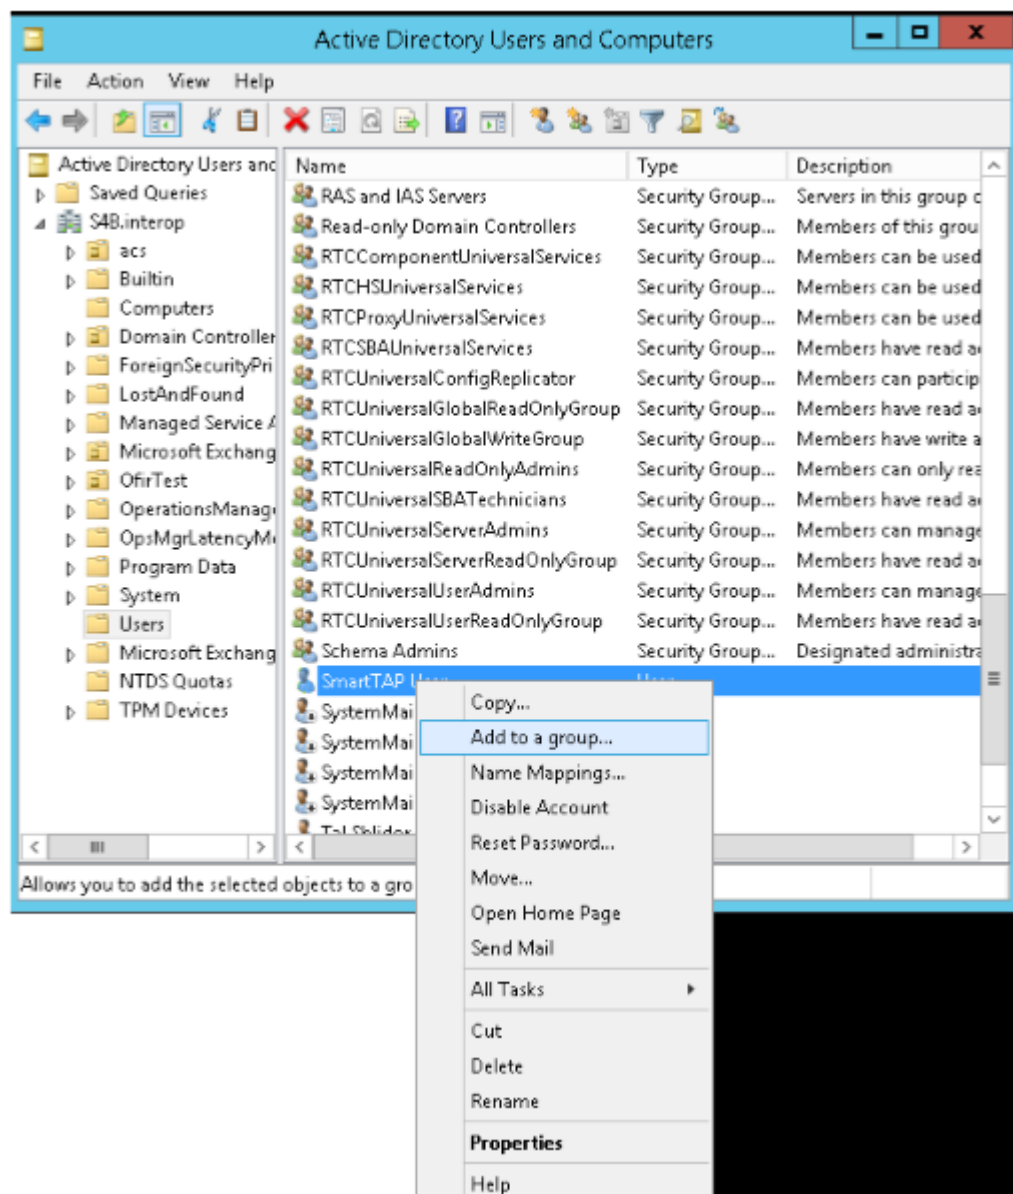 Active Directory Users and Computers
File Action View Help
Active Directory Users and
Saved Queries
S4B.interop
acs
Builtin
Computers
Domain Controller
ForeignSecurityPri
LostAndFound
Managed Service A
Microsoft Exchang
OfirTest
OperationsManag
OpsMgrLatencyM
Program Data
System
Users
Microsoft Exchang
NTDS Quotas
TPM Devices
Name Type Description
RAS and IAS Servers Security Group... Servers in this group c
Read-only Domain Controllers Security Group... Members of this grou
RTCComponentUniversalServices Security Group... Members can be used
RTCHSUniversalServices Security Group... Members can be used
RTCProxyUniversalServices Security Group... Members can be used
RTCSBAUniversalServices Security Group... Members have read a
RTCUniversalConfigReplicator Security Group... Members can particip
RTCUniversalGlobalReadOnlyGroup Security Group... Members have read a
RTCUniversalGlobalWriteGroup Security Group... Members have write a
RTCUniversalReadOnlyAdmins Security Group... Members can only rea
RTCUniversalSBATechnicians Security Group... Members have read a
RTCUniversalServerAdmins Security Group... Members can manage
RTCUniversalServerReadOnlyGroup Security Group... Members have read a
RTCUniversalUserAdmins Security Group... Members can manage
RTCUniversalUserReadOnlyGroup Security Group... Members have read a
Schema Admins Security Group... Designated administra
SmartTAP User User
SystemMai
SystemMai
SystemMai
SystemMai
Tal Shlider
Copy...
Add to a group...
Name Mappings...
Disable Account
Reset Password...
Move...
Open Home Page
Send Mail
All Tasks
Cut
Delete
Rename
Properties
Help
Allows you to add the selected objects to a gro